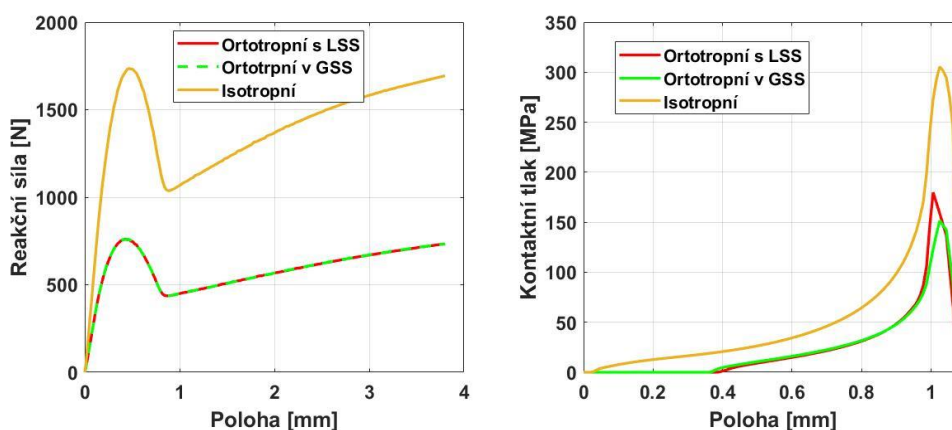 2000
1500
1000
500
0
0
1
2
3
4
Reakční síla [N]
Poloha [mm]
Ortotropní s LSS
Ortotrpní v GSS
Isotropní
350
300
250
200
150
100
50
0
0
0.2
0.4
0.6
0.8
1
Kontaktní tlak [MPa]
Poloha [mm]
Ortotropní s LSS
Ortotropní v GSS
Isotropní